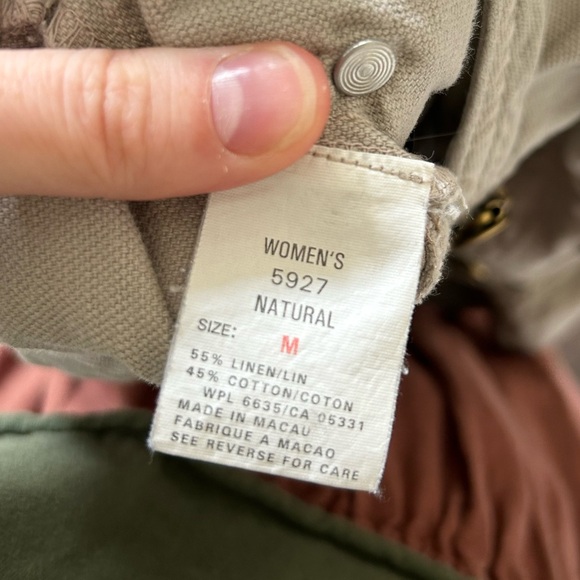 WOMEN'S
5927
NATURAL
SIZE: M
55% LINEN/LIN
45% COTTON/COTON
WPL 6635/CA 05331
MADE IN MACAU
FABRIQUE A MACAO
SEE REVERSE FOR CARE